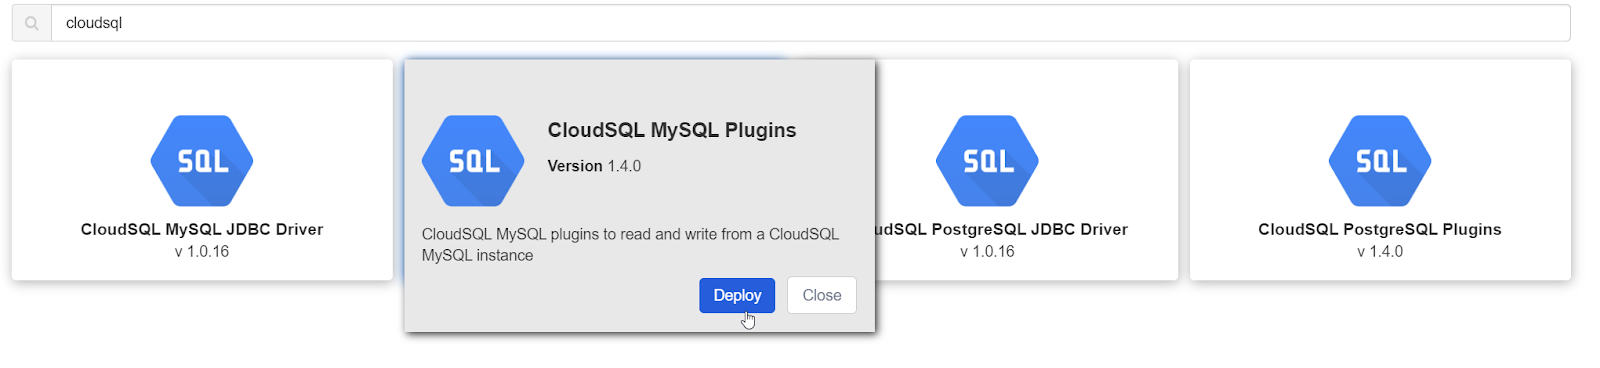 cloudsql
SQL
CloudSQL MySQL JDBC Driver
v 1.0.16
SQL
CloudSQL MySQL Plugins
Version 1.4.0
CloudSQL MySQL plugins to read and write from a CloudSQL
MySQL instance
Deploy
Close
SQL
udSQL PostgreSQL JDBC Driver
v 1.0.16
SQL
CloudSQL PostgreSQL Plugins
v 1.4.0